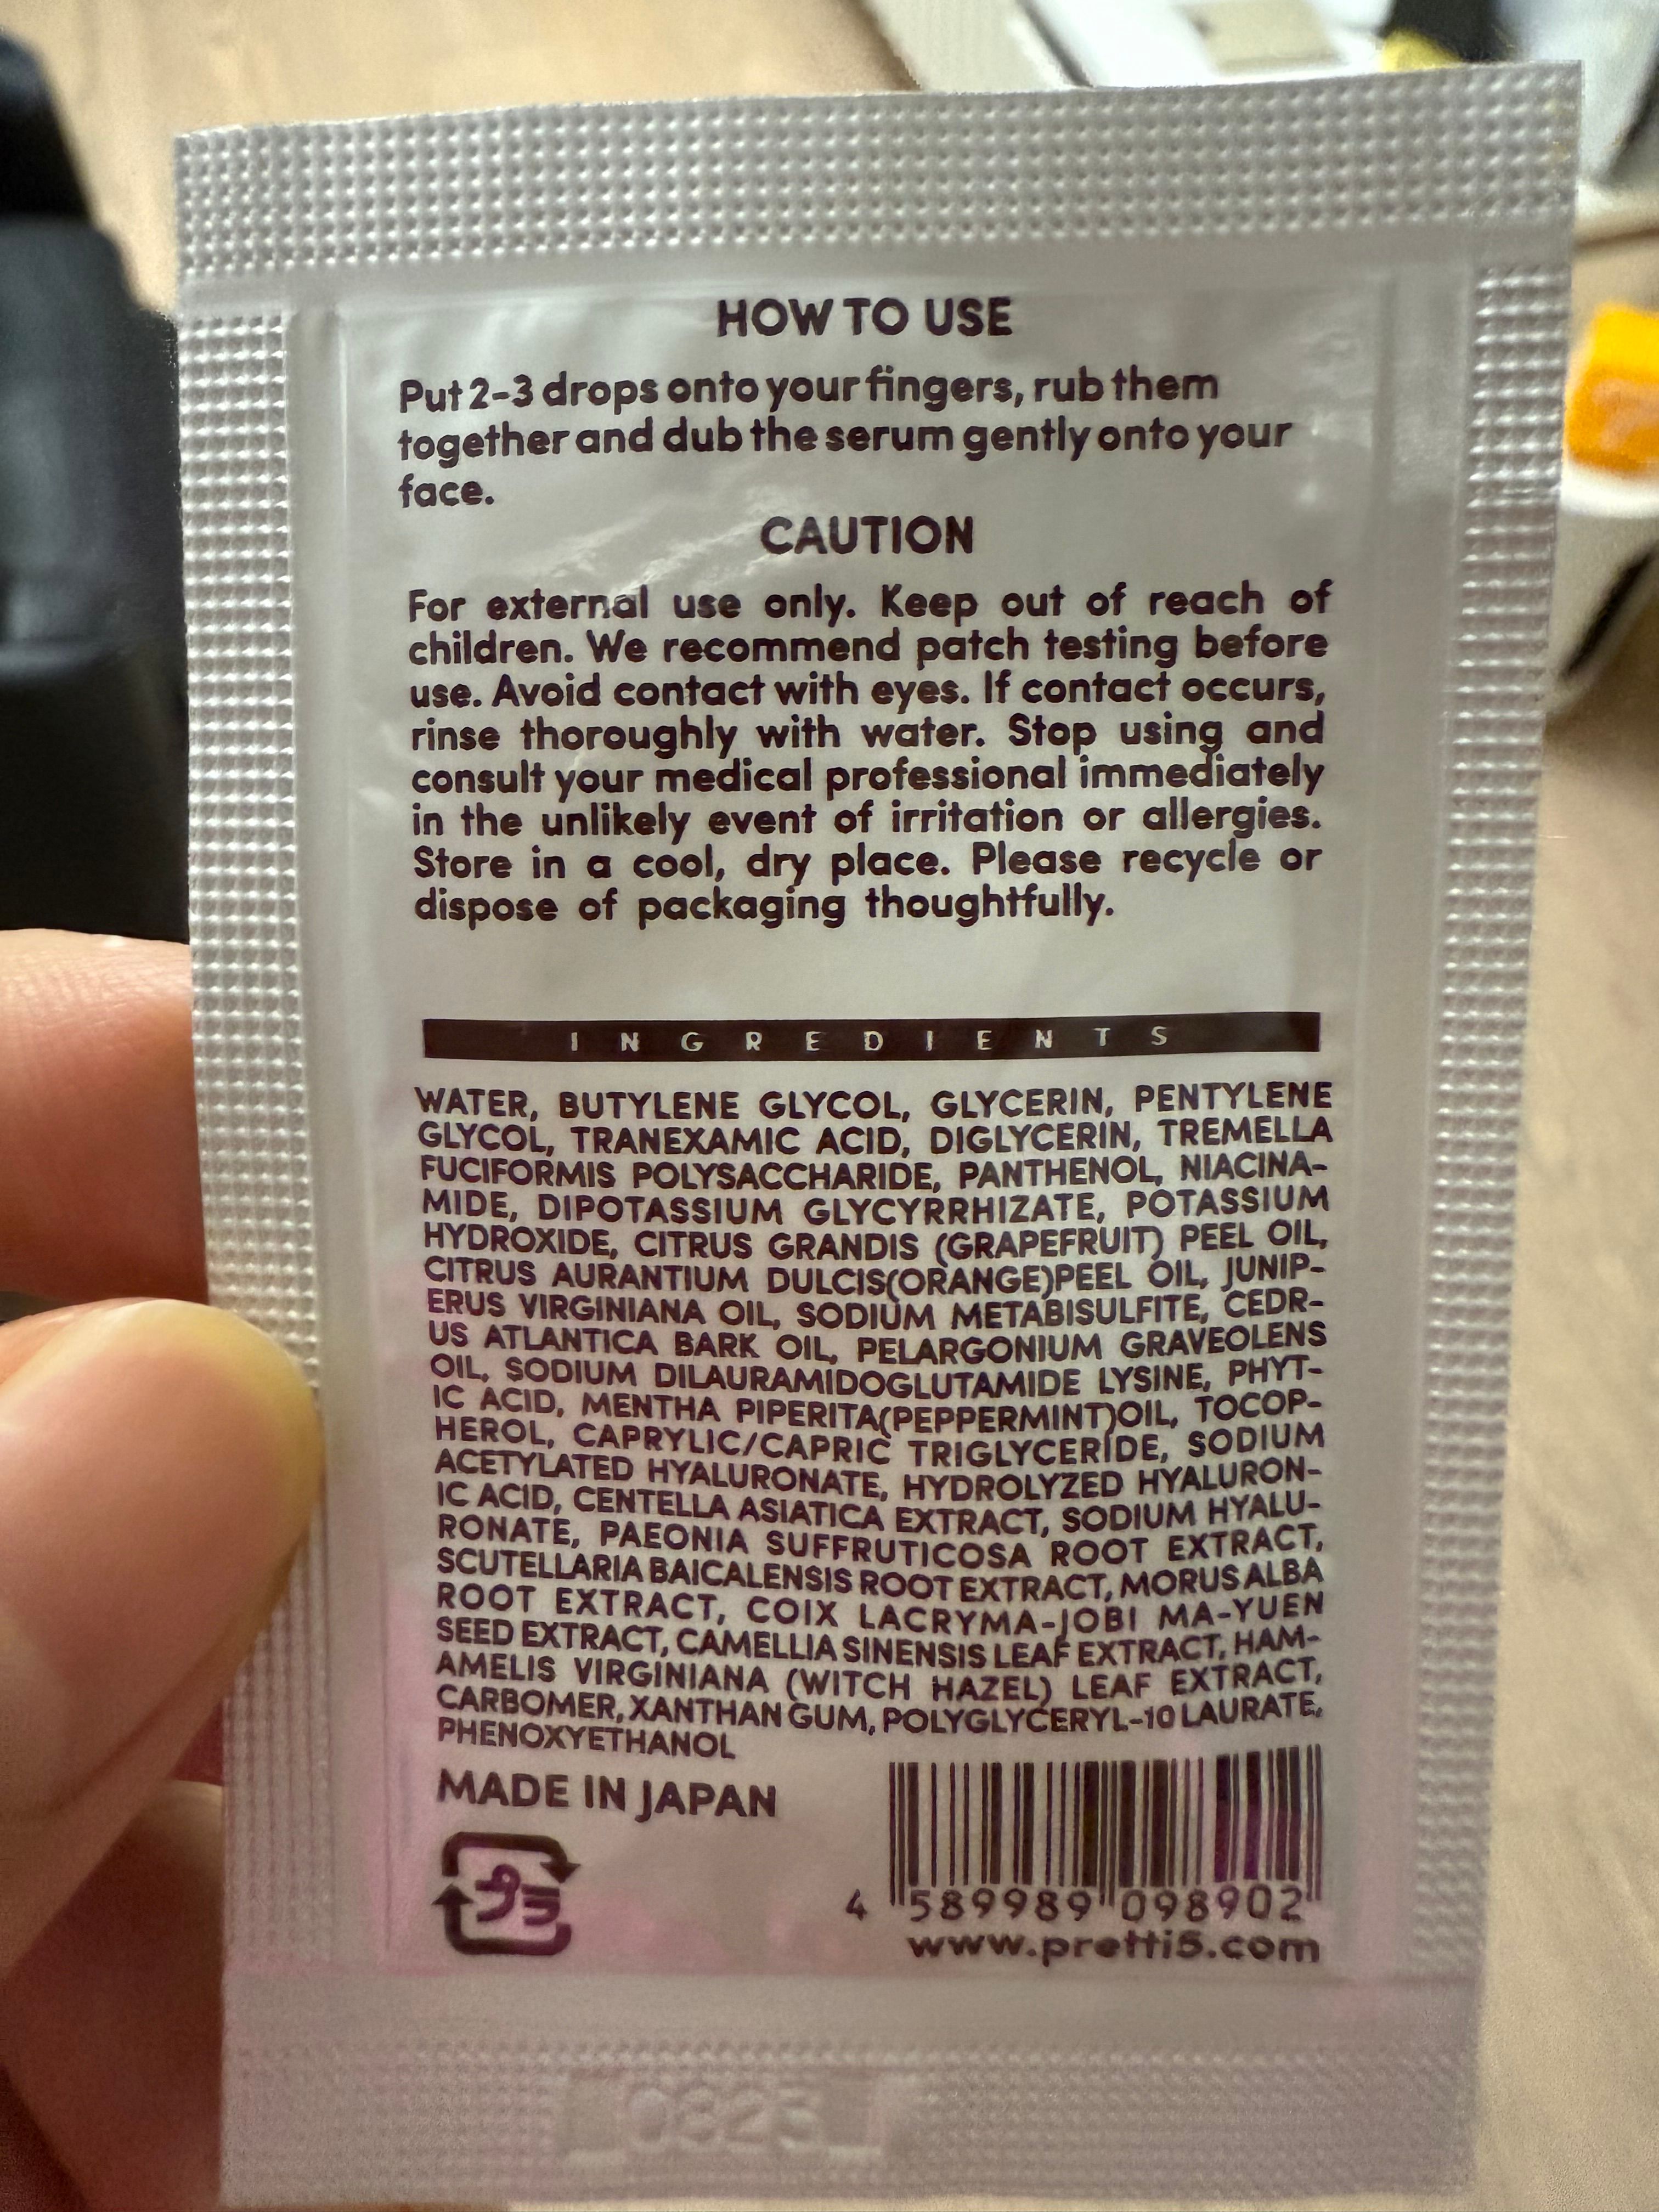 HOW TO USE
Put 2-3 drops onto your fingers, rub them
together and dub the serum gently onto your
face.
CAUTION
For external use only. Keep out of reach of
children. We recommend patch testing before
use. Avoid contact with eyes. If contact occurs,
rinse thoroughly with water. Stop using and
consult your medical professional immediately
in the unlikely event of irritation or allergies.
Store in a cool, dry place. Please recycle or
dispose of packaging thoughtfully.
INGREDIENTS
WATER, BUTYLENE GLYCOL, GLYCERIN, PENTYLENE
GLYCOL, TRANEXAMIC ACID, DIGLYCERIN, TREMELLA
FUCIFORMIS POLYSACCHARIDE, PANTHENOL, NIACINA-
MIDE, DIPOTASSIUM GLYCYRRHIZATE, POTASSIUM
HYDROXIDE, CITRUS GRANDIS (GRAPEFRUIT) PEEL OIL,
CITRUS AURANTIUM DULCIS(ORANGE)PEEL OIL, JUNIP-
ERUS VIRGINIANA OIL, SODIUM METABISULFITE, CEDR-
US ATLANTICA BARK OIL, PELARGONIUM GRAVEOLENS
OIL, SODIUM DILAURAMIDOGLUTAMIDE LYSINE, PHYT-
IC ACID, MENTHA PIPERITA(PEPPERMINT)OIL, TOCOP-
HEROL, CAPRYLIC/CAPRIC TRIGLYCERIDE, SODIUM
ACETYLATED HYALURONATE, HYDROLYZED HYALURON-
IC ACID, CENTELLA ASIATICA EXTRACT, SODIUM HYALU-
RONATE, PAEONIA SUFFRUTICOSA ROOT EXTRACT,
SCUTELLARIA BAICALENSIS ROOT EXTRACT, MORUS ALBA
ROOT EXTRACT, COIX LACRYMA-JOBI MA-YUEN
SEED EXTRACT, CAMELLIA SINENSIS LEAF EXTRACT, HAM-
AMELIS VIRGINIANA (WITCH HAZEL) LEAF EXTRACT,
CARBOMER, XANTHAN GUM, POLYGLYCERYL-10 LAURATE,
PHENOXYETHANOL
MADE IN JAPAN
プラ
4 589989 098902
www.pretti5.com